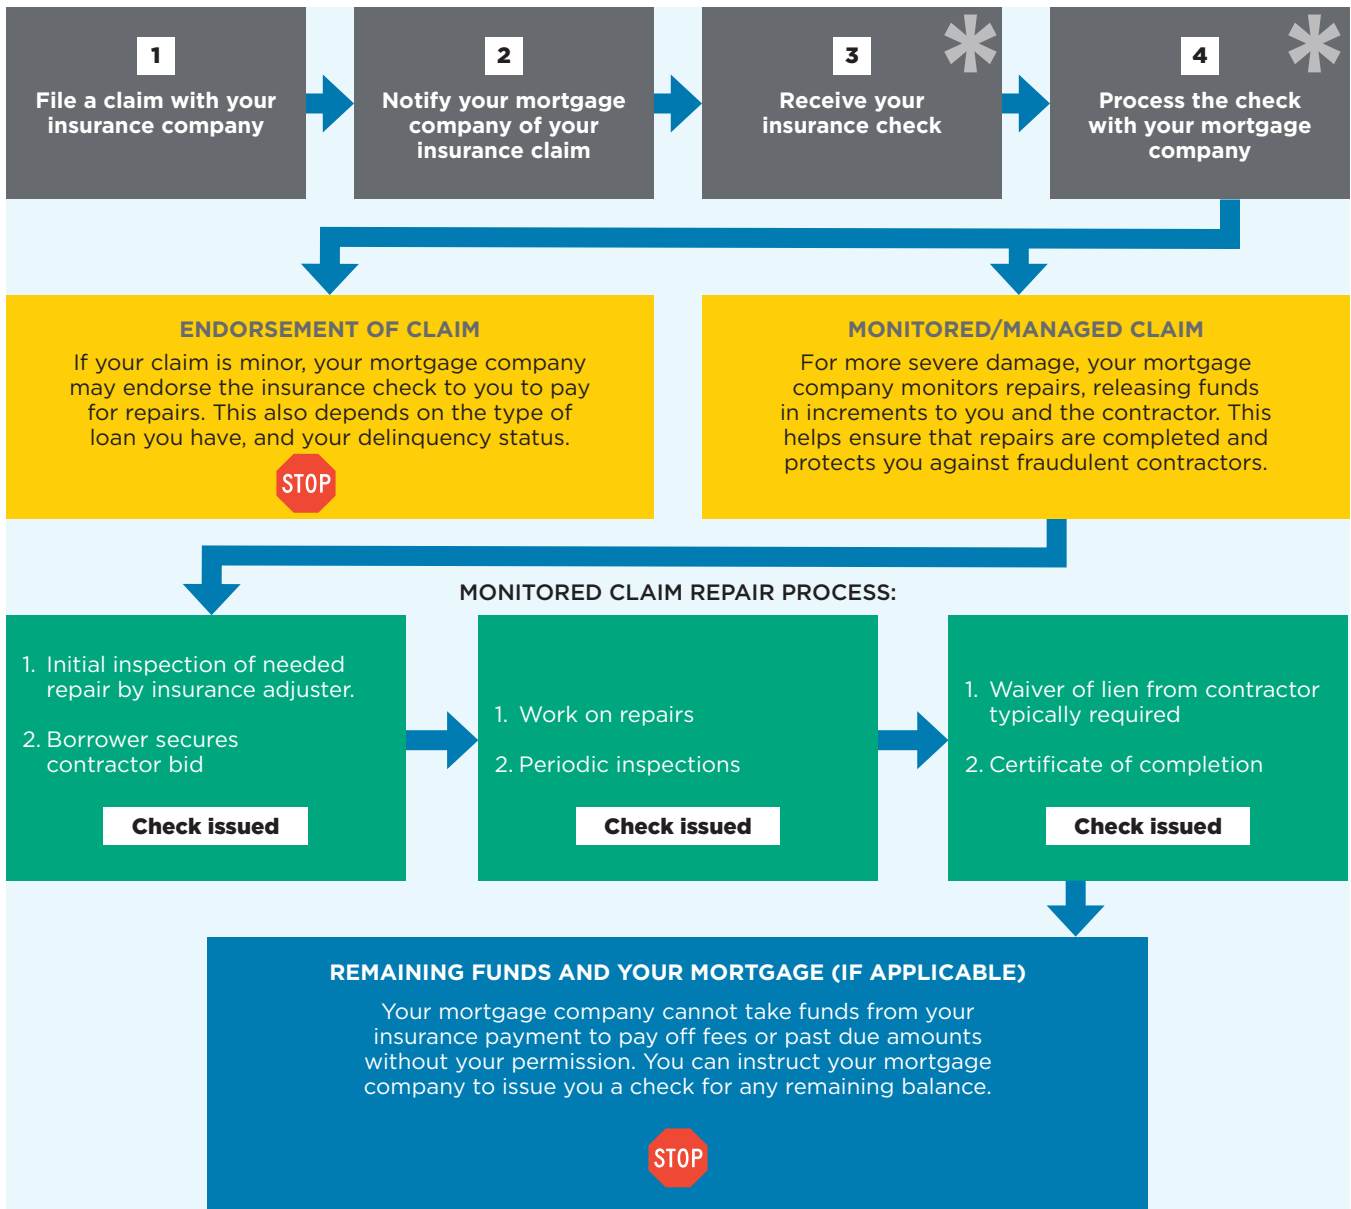 1
File a claim with your
insurance company
2
Notify your mortgage
company of your
insurance claim
3
Receive your
insurance check
*
4
Process the check
with your mortgage
company
*
ENDORSEMENT OF CLAIM
If your claim is minor, your mortgage company
may endorse the insurance check to you to pay
for repairs. This also depends on the type of
loan you have, and your delinquency status.
STOP
MONITORED/MANAGED CLAIM
For more severe damage, your mortgage
company monitors repairs, releasing funds
in increments to you and the contractor. This
helps ensure that repairs are completed and
protects you against fraudulent contractors.
MONITORED CLAIM REPAIR PROCESS:
1. Initial inspection of needed
repair by insurance adjuster.
2. Borrower secures
contractor bid
Check issued
1. Work on repairs
2. Periodic inspections
Check issued
1. Waiver of lien from contractor
typically required
2. Certificate of completion
Check issued
REMAINING FUNDS AND YOUR MORTGAGE (IF APPLICABLE)
Your mortgage company cannot take funds from your
insurance payment to pay off fees or past due amounts
without your permission. You can instruct your mortgage
company to issue you a check for any remaining balance.
STOP